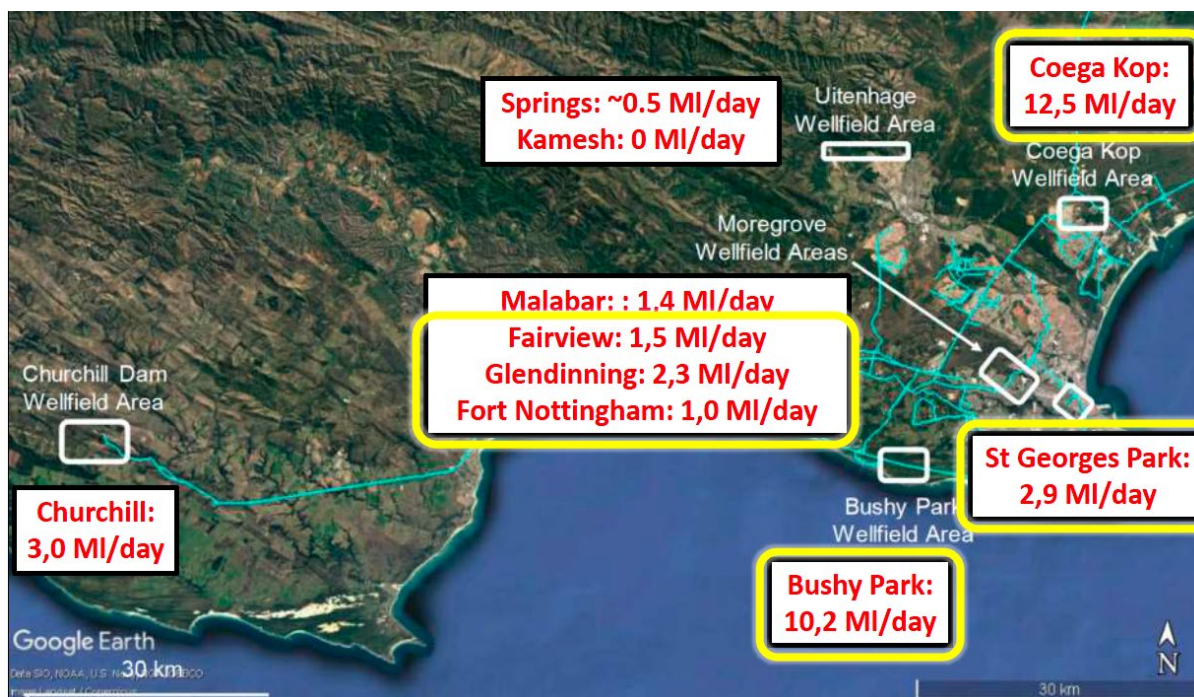 Coega Kop:
12,5 Ml/day
Springs: ~0.5 Ml/day
Kamesh: 0 Ml/day
Uitenhage
Wellfield Area
Coega Kop
Wellfield Area
Moregrove
Wellfield Areas
Malabar: : 1.4 Ml/day
Fairview: 1,5 Ml/day
Glendinning: 2,3 Ml/day
Fort Nottingham: 1,0 Ml/day
Churchill Dam
Wellfield Area
St Georges Park:
2,9 Ml/day
Churchill:
3,0 Ml/day
Bushy Park
Wellfield Area
Bushy Park:
10,2 Ml/day
Google Earth
Data SIO, NOAA, U.S.
30 km
N
30 km